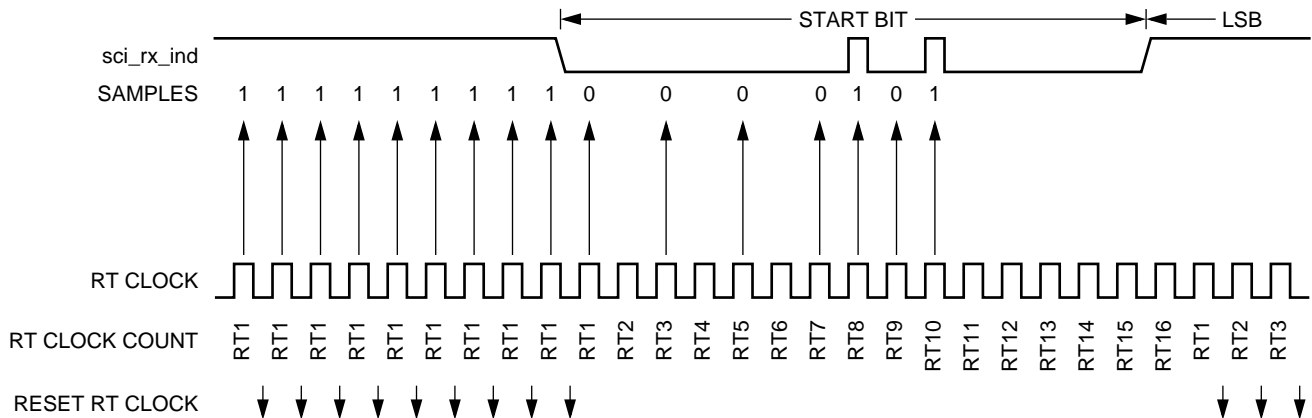 START BIT LSB
sci_rx_ind
SAMPLES 1 1 1 1 1 1 1 1 1 0 0 0 0 1 0 1
RT CLOCK
RT CLOCK COUNT RT1 RT1 RT1 RT1 RT1 RT1 RT1 RT1 RT1 RT1 RT2 RT3 RT4 RT5 RT6 RT7 RT8 RT9 RT10 RT11 RT12 RT13 RT14 RT15 RT16 RT1 RT2 RT3
RESET RT CLOCK